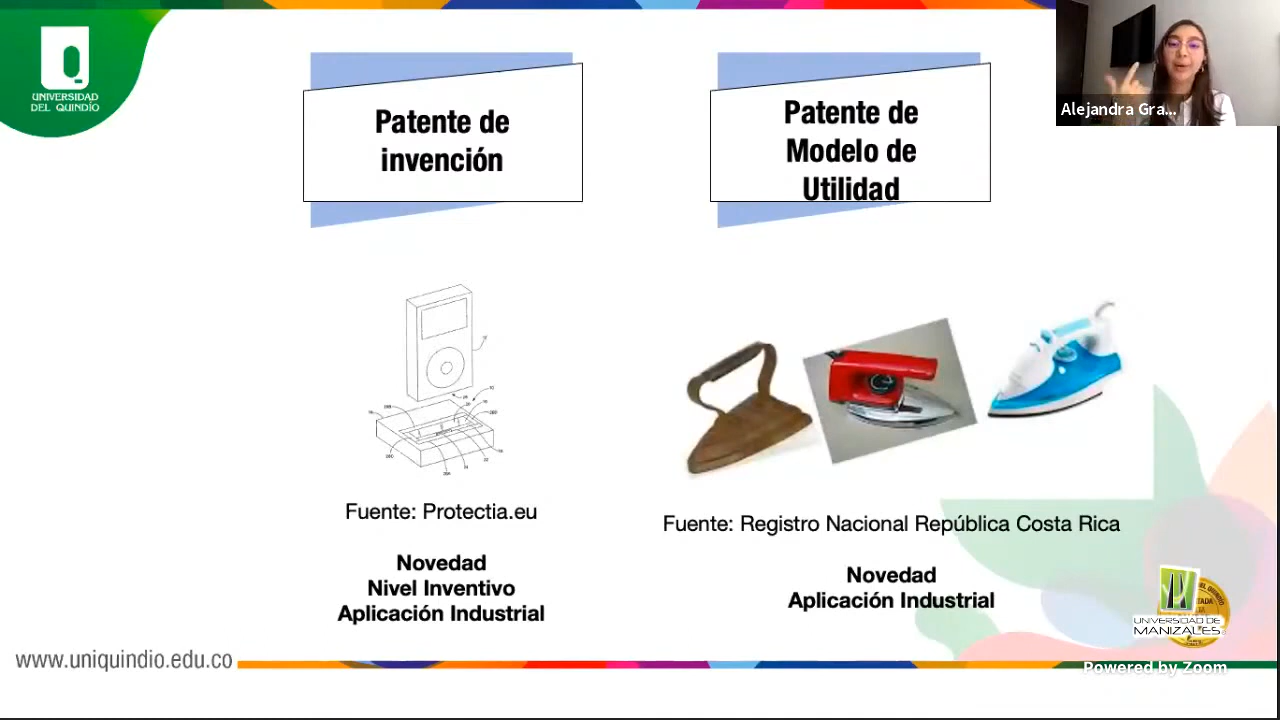 UNIVERSIDAD
DEL QUINDÍO
Patente de
invención
Patente de
Modelo de
Utilidad
Alejandra Gra...
Fuente: Protectia.eu
Novedad
Nivel Inventivo
Aplicación Industrial
Fuente: Registro Nacional República Costa Rica
Novedad
Aplicación Industrial
UNIVERSIDAD DE
MANIZALES
www.uniquindio.edu.co
Powered by Zoom